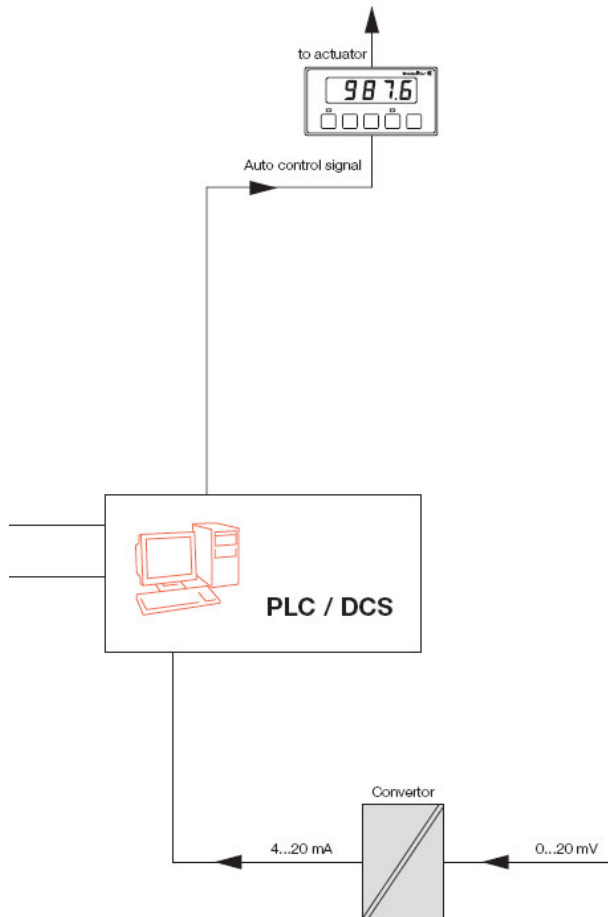 to actuator
987.6
Auto control signal
PLC / DCS
Convertor
4...20 mA
0...20 mV